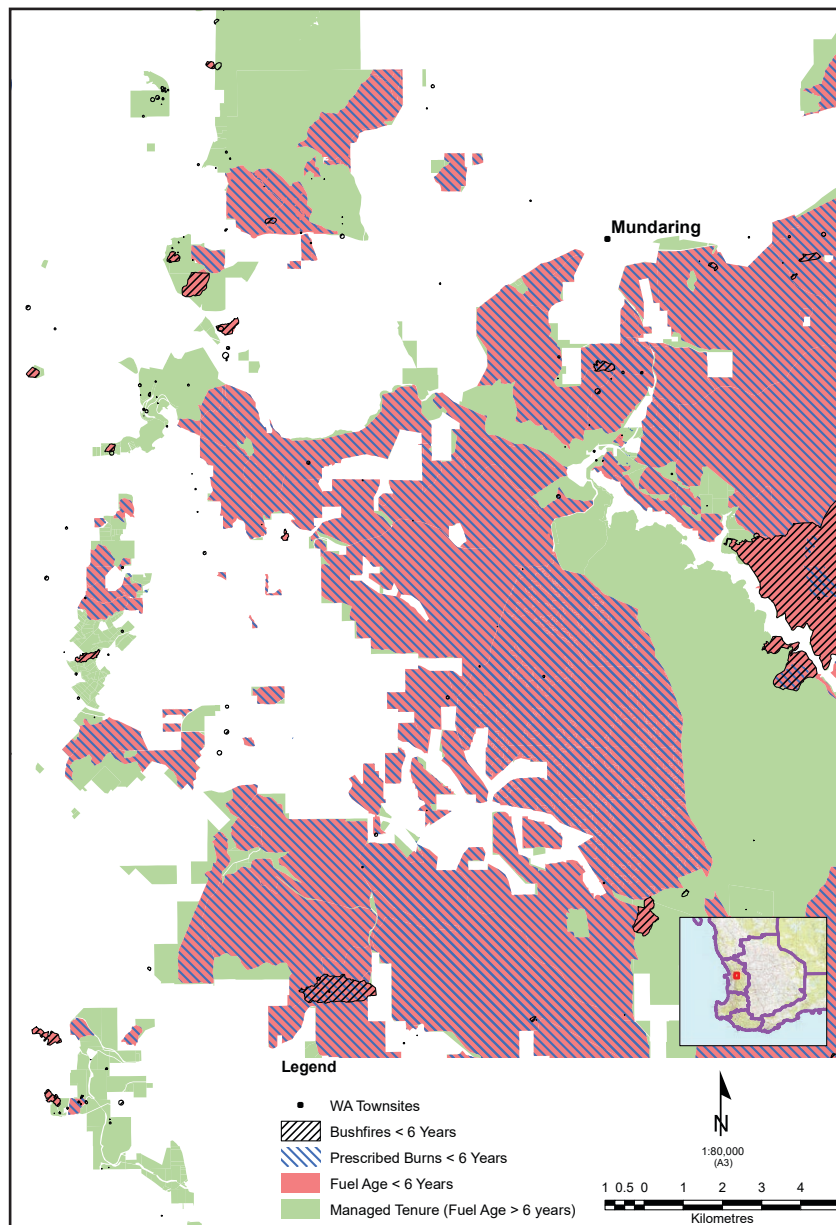 Mundaring
Legend
WA Townsites
Bushfires < 6 Years
Prescribed Burns < 6 Years
Fuel Age < 6 Years
Managed Tenure (Fuel Age > 6 years)
N
1:80,000
(A3)
1 0.5 0 1 2 3 4
Kilometres